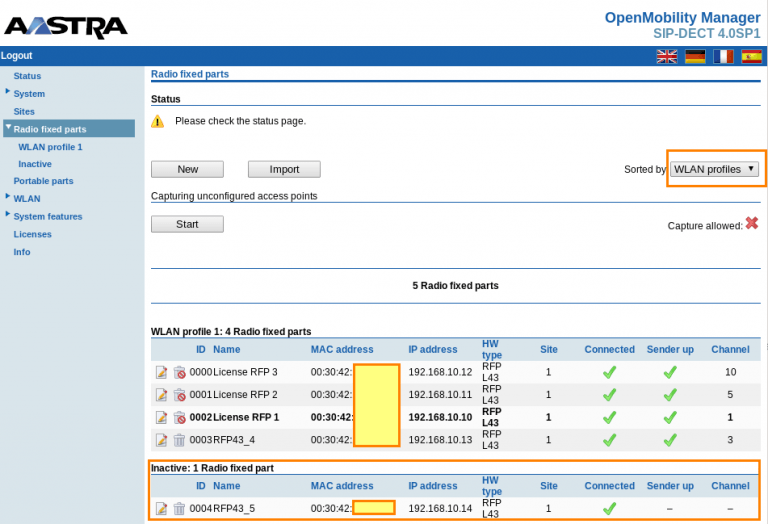 AASTRA
OpenMobility Manager
SIP-DECT 4.0SP1
Logout
Status
System
Sites
Radio fixed parts
WLAN profile 1
Inactive
Portable parts
WLAN
System features
Licenses
Info
Radio fixed parts
Status
Please check the status page.
New Import Sorted by WLAN profiles
Capturing unconfigured access points
Start Capture allowed:
5 Radio fixed parts
WLAN profile 1: 4 Radio fixed parts
ID Name MAC address IP address HW type Site Connected Sender up Channel
0000 License RFP 3 00:30:42: 192.168.10.12 RFP L43 1 10
0001 License RFP 2 00:30:42: 192.168.10.11 RFP L43 1 5
0002 License RFP 1 00:30:42: 192.168.10.10 RFP L43 1 1
0003 RFP43_4 00:30:42: 192.168.10.13 RFP L43 1 3
Inactive: 1 Radio fixed part
ID Name MAC address IP address HW type Site Connected Sender up Channel
0004 RFP43_5 00:30:42: 192.168.10.14 RFP L43 1 – –